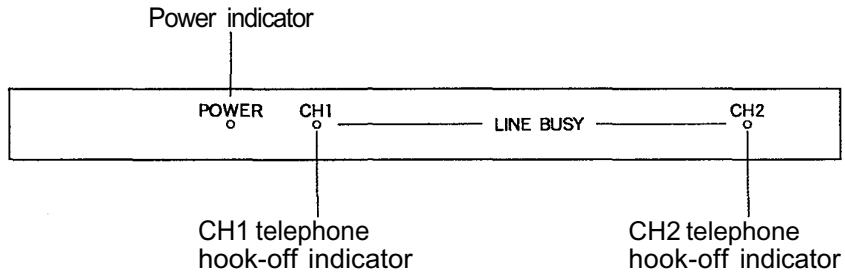 Power indicator
POWER CH1 LINE BUSY CH2
CH1 telephone
hook-off indicator
CH2 telephone
hook-off indicator